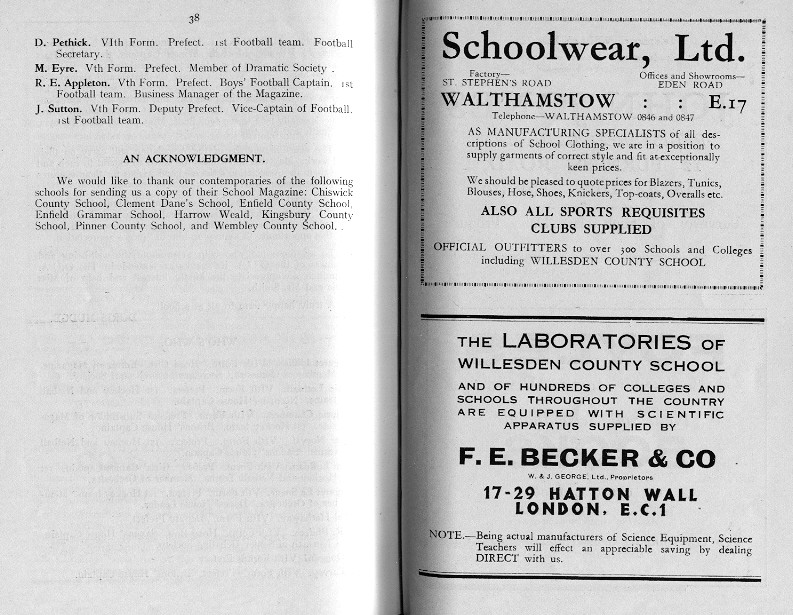 38
D. Pethick. VIth Form. Prefect. 1st Football team. Football
Secretary.
M. Eyre. Vth Form. Prefect. Member of Dramatic Society .
R. E. Appleton. Vth Form. Prefect. Boys' Football Captain. 1st
Football team. Business Manager of the Magazine.
J. Sutton. Vth Form. Deputy Prefect. Vice-Captain of Football.
1st Football team.
AN ACKNOWLEDGMENT.
We would like to thank our contemporaries of the following
schools for sending us a copy of their School Magazine: Chiswick
County School, Clement Dane's School, Enfield County School,
Enfield Grammar School, Harrow Weald, Kingsbury County
School, Pinner County School, and Wembley County School.
Schoolwear, Ltd.
Factory—
ST. STEPHEN'S ROAD
Offices and Showrooms—
EDEN ROAD
WALTHAMSTOW : : E.17
Telephone—WALTHAMSTOW 0846 and 0847
AS MANUFACTURING SPECIALISTS of all des-
criptions of School Clothing, we are in a position to
supply garments of correct style and fit at exceptionally
keen prices.
We should be pleased to quote prices for Blazers, Tunics,
Blouses, Hose, Shoes, Knickers, Top-coats, Overalls etc.
ALSO ALL SPORTS REQUISITES
CLUBS SUPPLIED
OFFICIAL OUTFITTERS to over 300 Schools and Colleges
including WILLESDEN COUNTY SCHOOL
THE LABORATORIES OF
WILLESDEN COUNTY SCHOOL
AND OF HUNDREDS OF COLLEGES AND
SCHOOLS THROUGHOUT THE COUNTRY
ARE EQUIPPED WITH SCIENTIFIC
APPARATUS SUPPLIED BY
F. E. BECKER & CO
W. & J. GEORGE, Ltd., Proprietors
17-29 HATTON WALL
LONDON, E.C.1
NOTE.—Being actual manufacturers of Science Equipment, Science
Teachers will effect an appreciable saving by dealing
DIRECT with us.